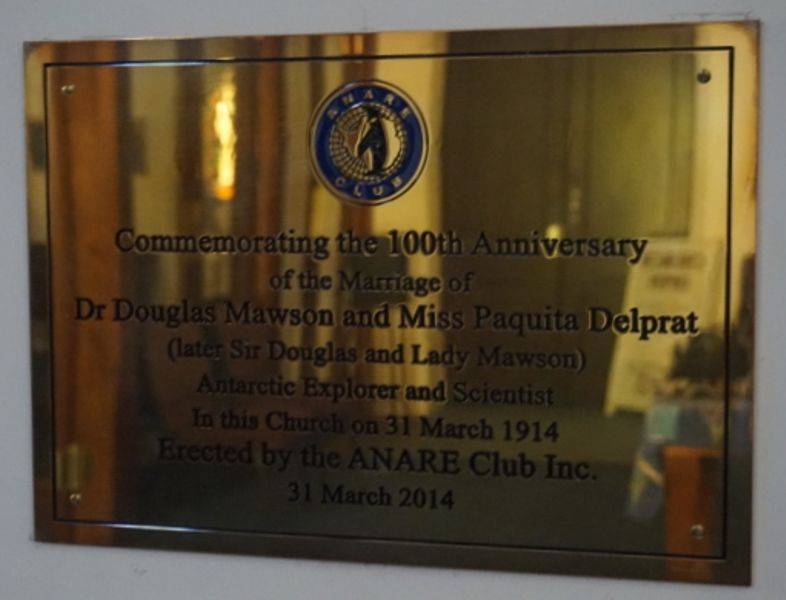 ANARE
CLUB
Commemorating the 100th Anniversary
of the Marriage of
Dr Douglas Mawson and Miss Paquita Delprat
(later Sir Douglas and Lady Mawson)
Antarctic Explorer and Scientist
In this Church on 31 March 1914
Erected by the ANARE Club Inc.
31 March 2014